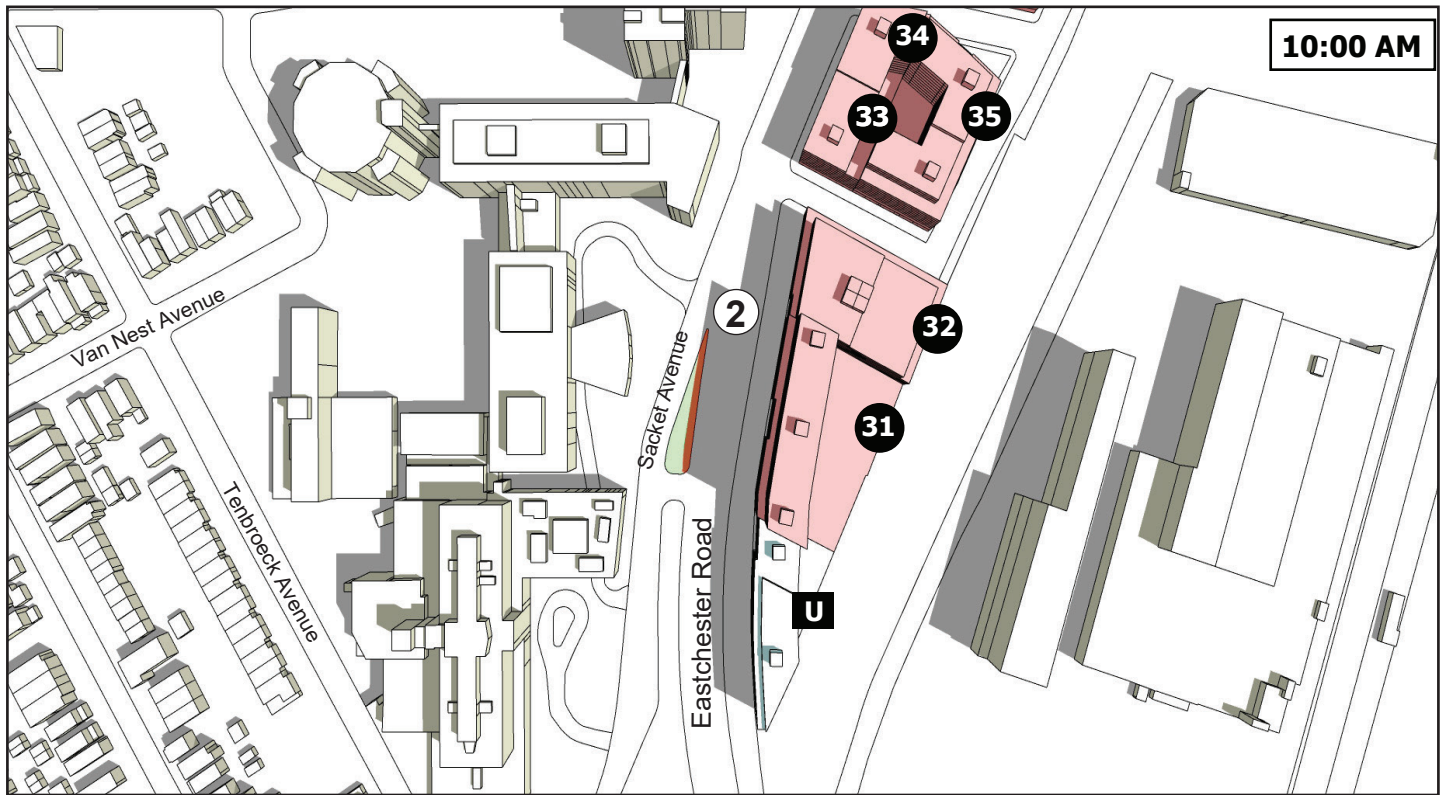 10:00 AM
34
33
35
2
32
31
U
Van Nest Avenue
Sacket Avenue
Tenbroeck Avenue
Eastchester Road